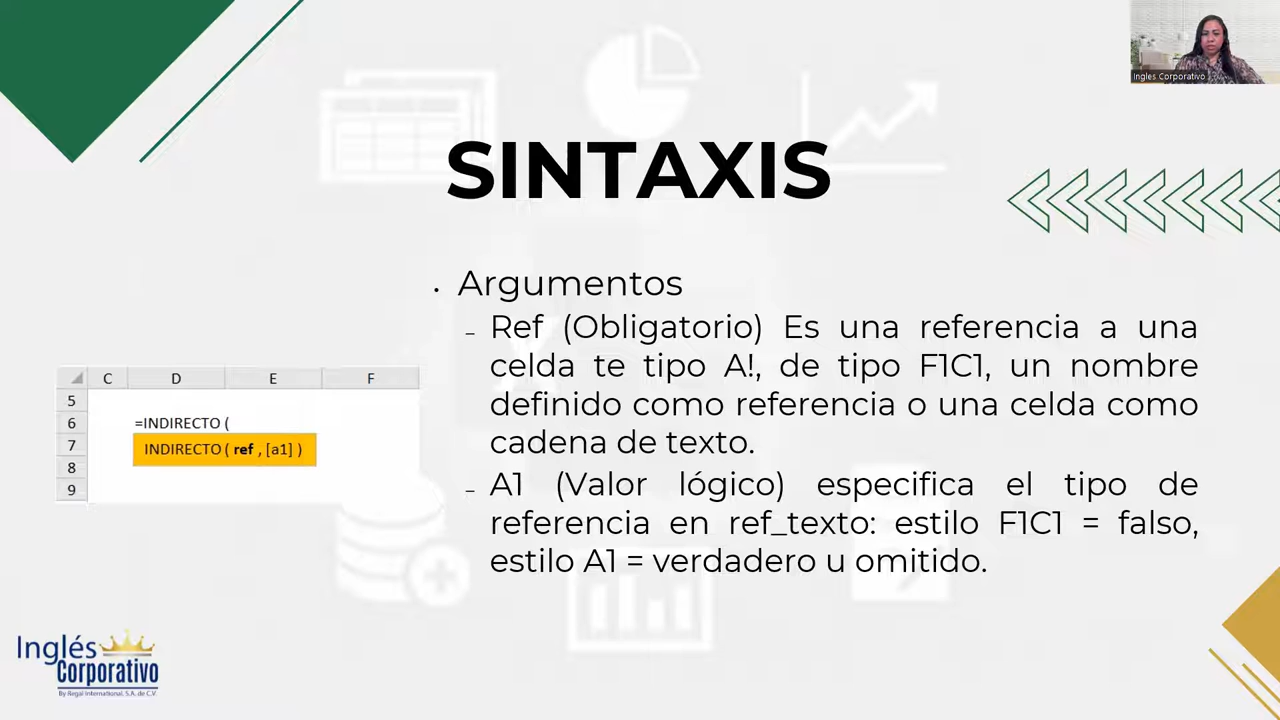 Ingles Corporativo
SINTAXIS
• Argumentos
– Ref (Obligatorio) Es una referencia a una
celda te tipo A!, de tipo F1C1, un nombre
definido como referencia o una celda como
cadena de texto.
– A1 (Valor lógico) especifica el tipo de
referencia en ref_texto: estilo F1C1 = falso,
estilo A1 = verdadero u omitido.
C D E F
5
6 =INDIRECTO (
7 INDIRECTO ( ref , [a1] )
8
9
Inglés
Corporativo
By Regal International, S.A. de C.V.